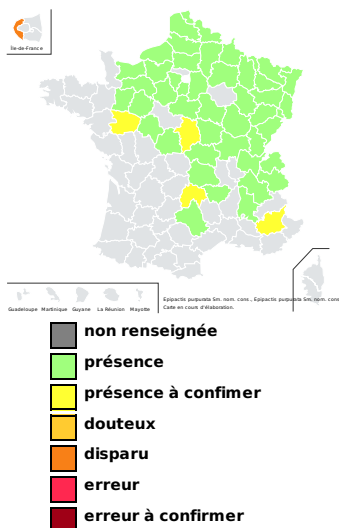 Île-de-France
Guadeloupe Martinique Guyane La Réunion Mayotte
Epipactis purpurata Sm. nom. cons., Epipactis purpurata Sm. nom. cons
Carte en cours d'élaboration.
non renseignée
présence
présence à confimer
douteux
disparu
erreur
erreur à confirmer